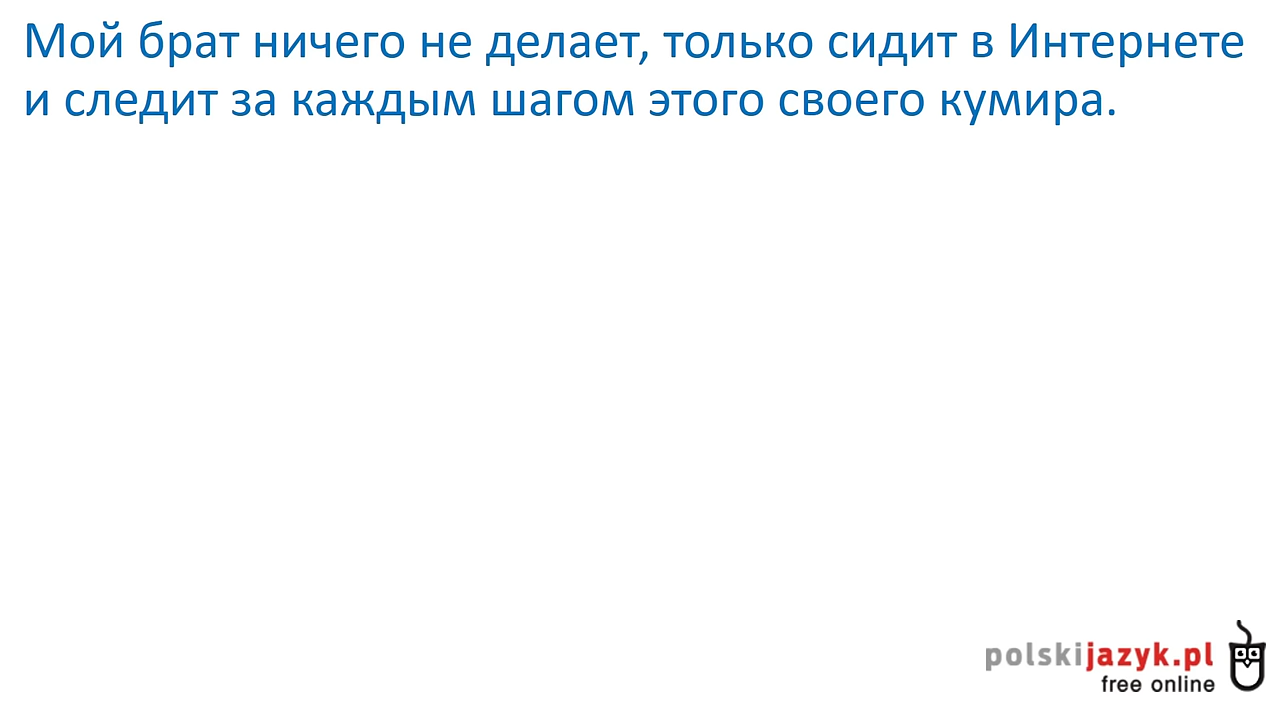 Мой брат ничего не делает, только сидит в Интернете
и следит за каждым шагом этого своего кумира.
polskijazyk.pl
free online